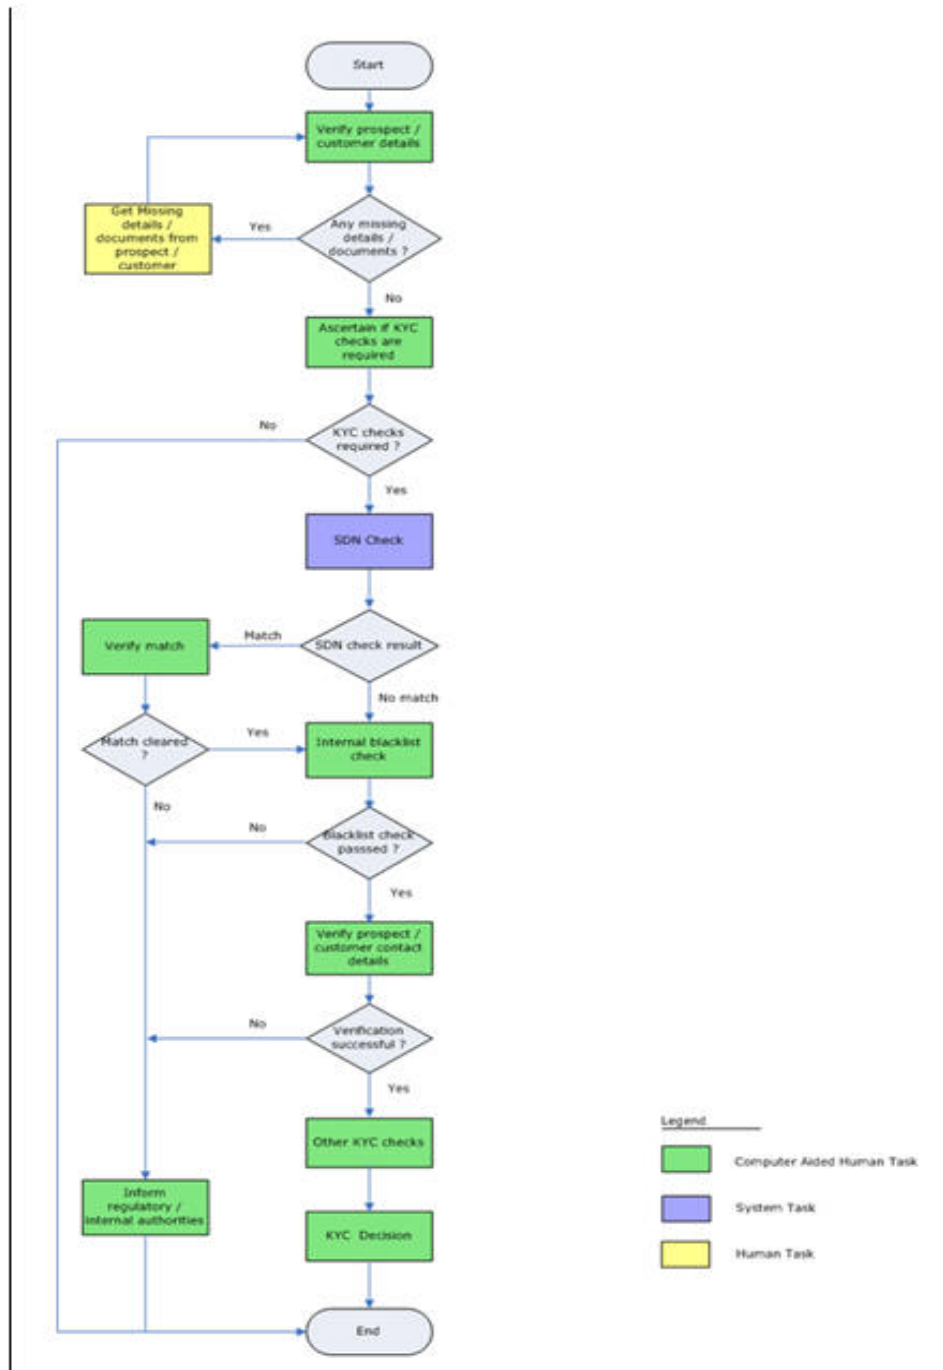 Start
Verify prospect /
customer details
Get Missing
details /
documents from
prospect /
customer
Yes
Any missing
details /
documents ?
No
Ascertain if KYC
checks are
required
No
KYC checks
required ?
Yes
SDN Check
Verify match
Match
SDN check result
No match
Match cleared
?
Yes
Internal blacklist
check
No
No
Blacklist check
passsed ?
Yes
Verify prospect /
customer contact
details
No
Verification
successful ?
Yes
Other KYC checks
Inform
regulatory /
internal authorities
KYC Decision
End
Legend
Computer Aided Human Task
System Task
Human Task